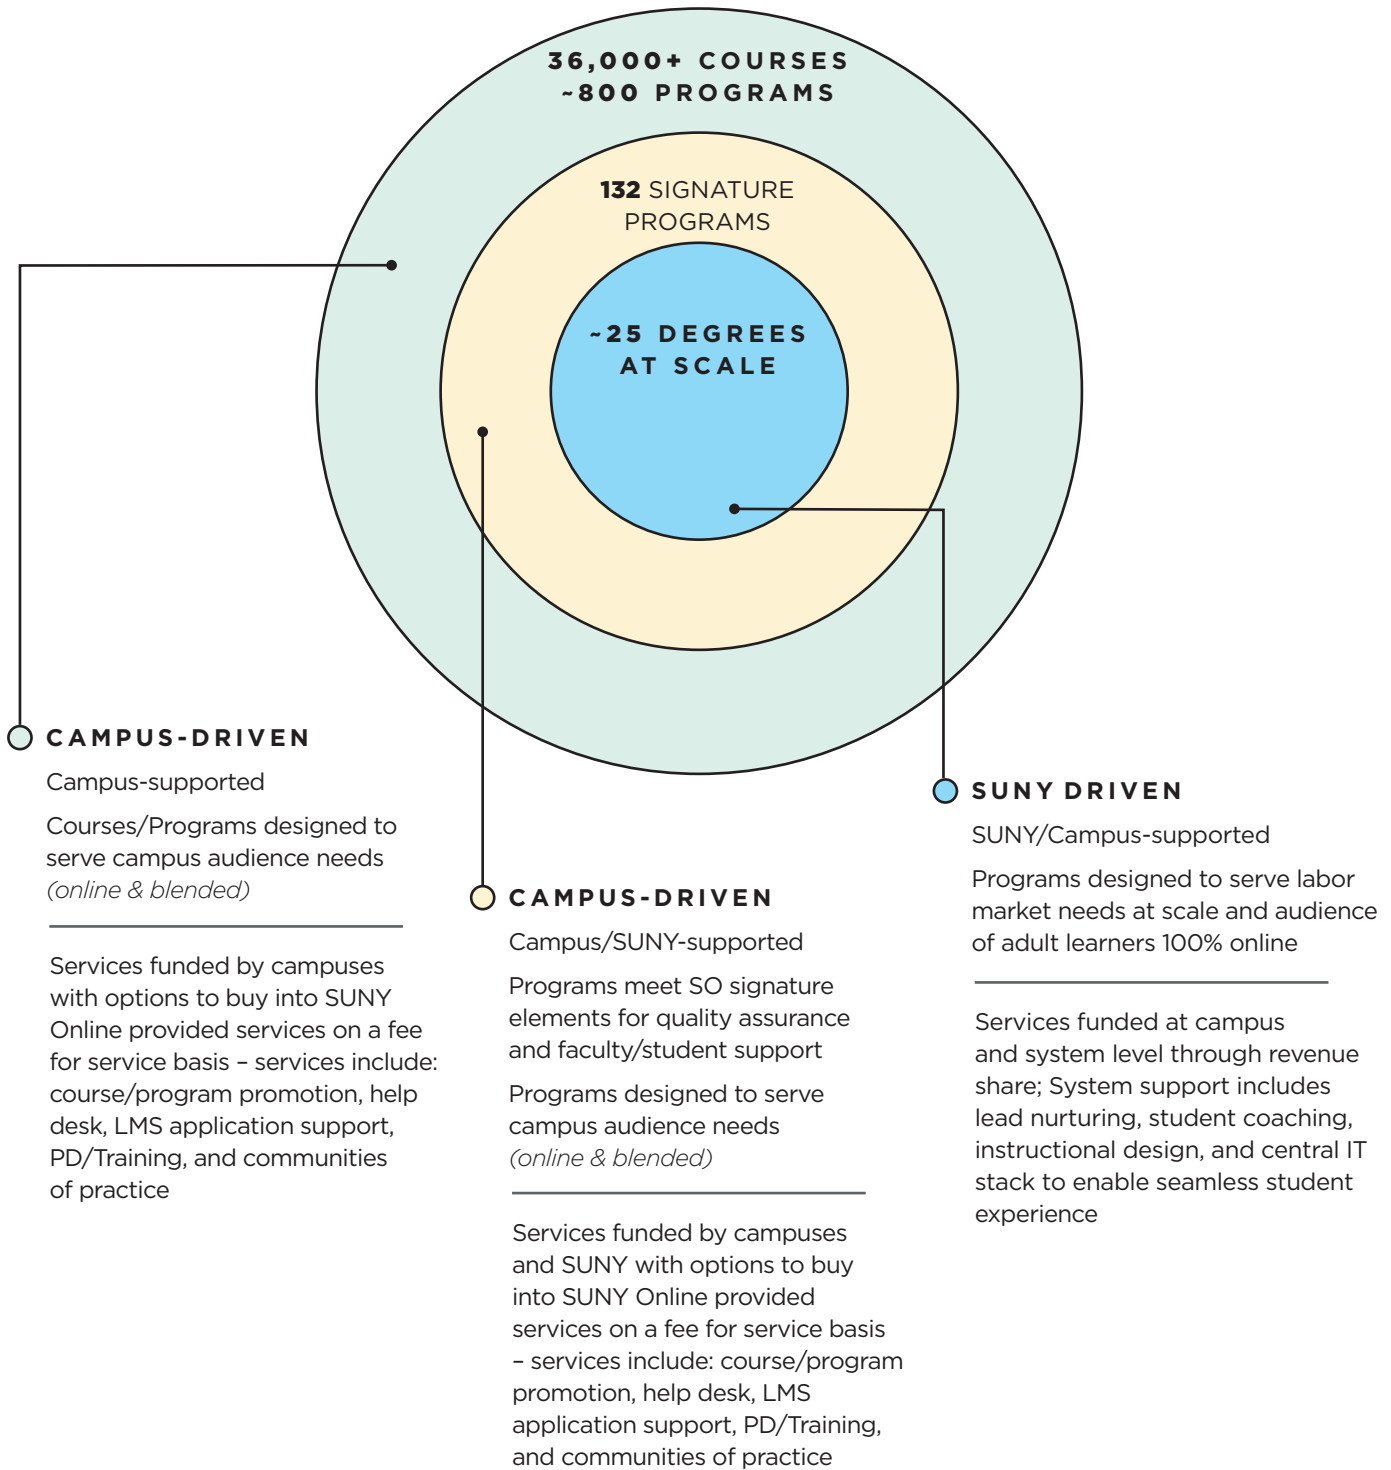 36,000+ COURSES
~800 PROGRAMS
132 SIGNATURE
PROGRAMS
~25 DEGREES
AT SCALE
CAMPUS-DRIVEN
Campus-supported
Courses/Programs designed to
serve campus audience needs
(online & blended)
Services funded by campuses
with options to buy into SUNY
Online provided services on a fee
for service basis – services include:
course/program promotion, help
desk, LMS application support,
PD/Training, and communities
of practice
CAMPUS-DRIVEN
Campus/SUNY-supported
Programs meet SO signature
elements for quality assurance
and faculty/student support
Programs designed to serve
campus audience needs
(online & blended)
Services funded by campuses
and SUNY with options to buy
into SUNY Online provided
services on a fee for service basis
– services include: course/program
promotion, help desk, LMS
application support, PD/Training,
and communities of practice
SUNY DRIVEN
SUNY/Campus-supported
Programs designed to serve labor
market needs at scale and audience
of adult learners 100% online
Services funded at campus
and system level through revenue
share; System support includes
lead nurturing, student coaching,
instructional design, and central IT
stack to enable seamless student
experience